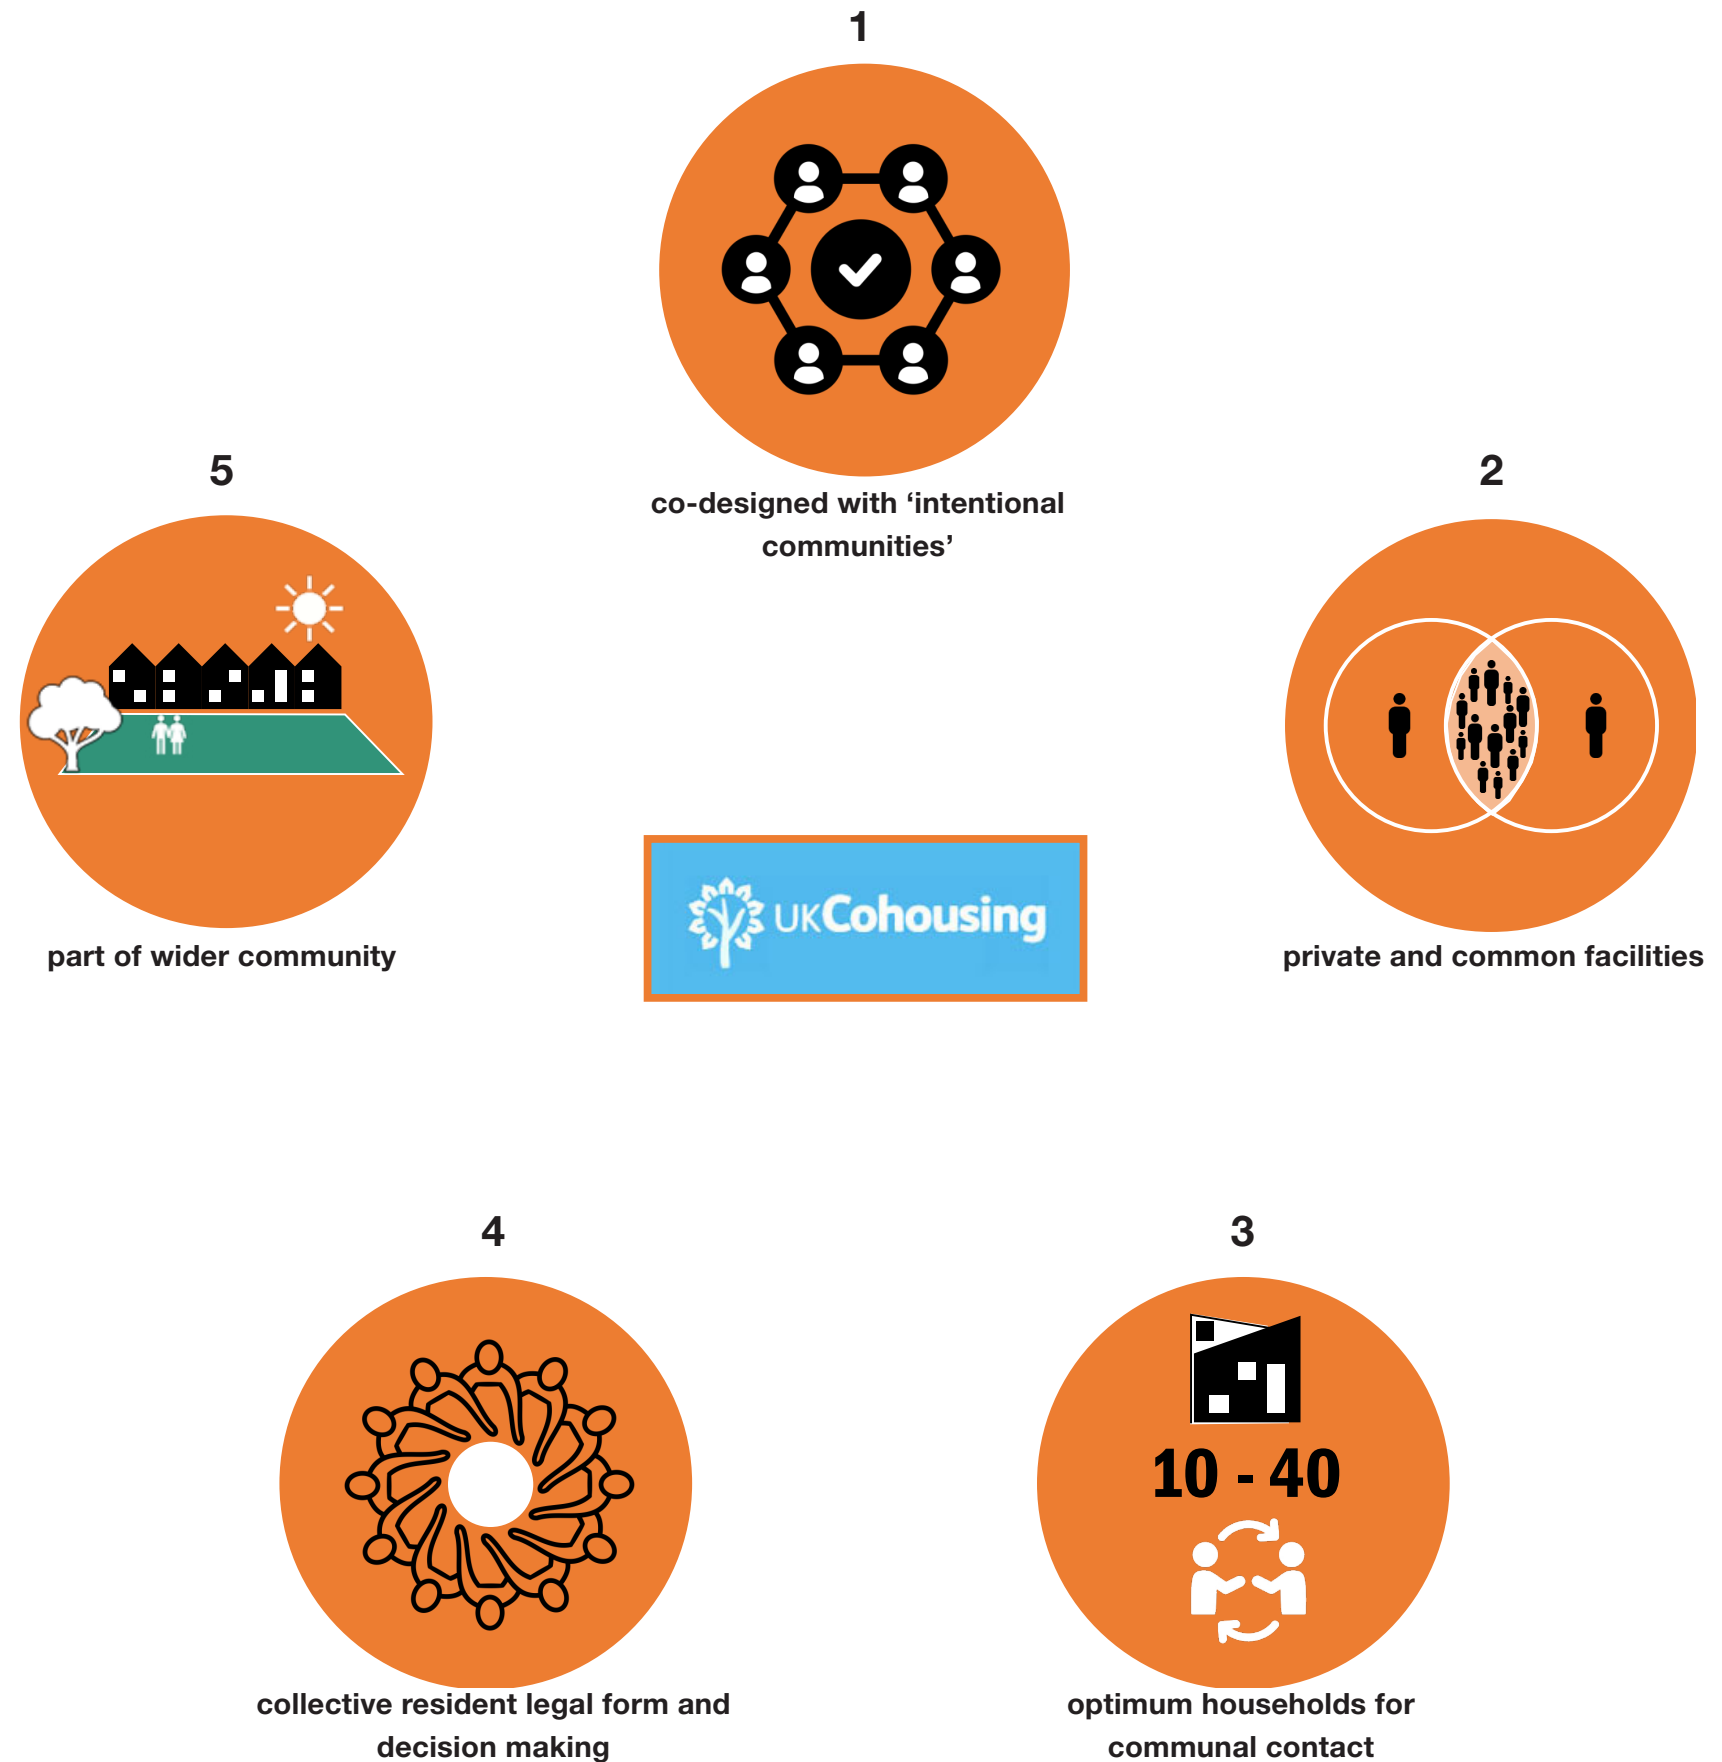 1
co-designed with ‘intentional
communities’
2
private and common facilities
3
10 - 40
optimum households for
communal contact
4
collective resident legal form and
decision making
5
part of wider community
UKCohousing